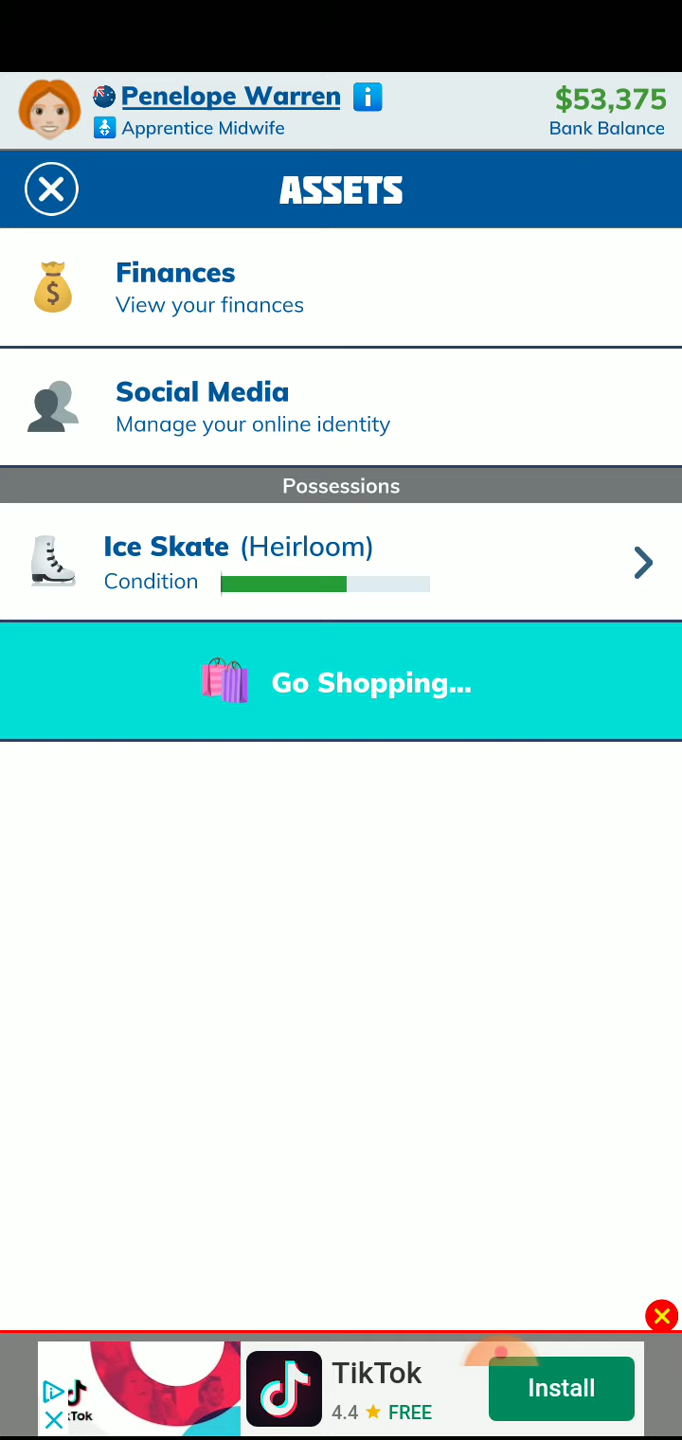 Penelope Warren
$53,375
Apprentice Midwife
Bank Balance
ASSETS
Finances
View your finances
Social Media
Manage your online identity
Possessions
Ice Skate (Heirloom)
Condition
Go Shopping...
TikTok
Install
4.4 FREE
kTok